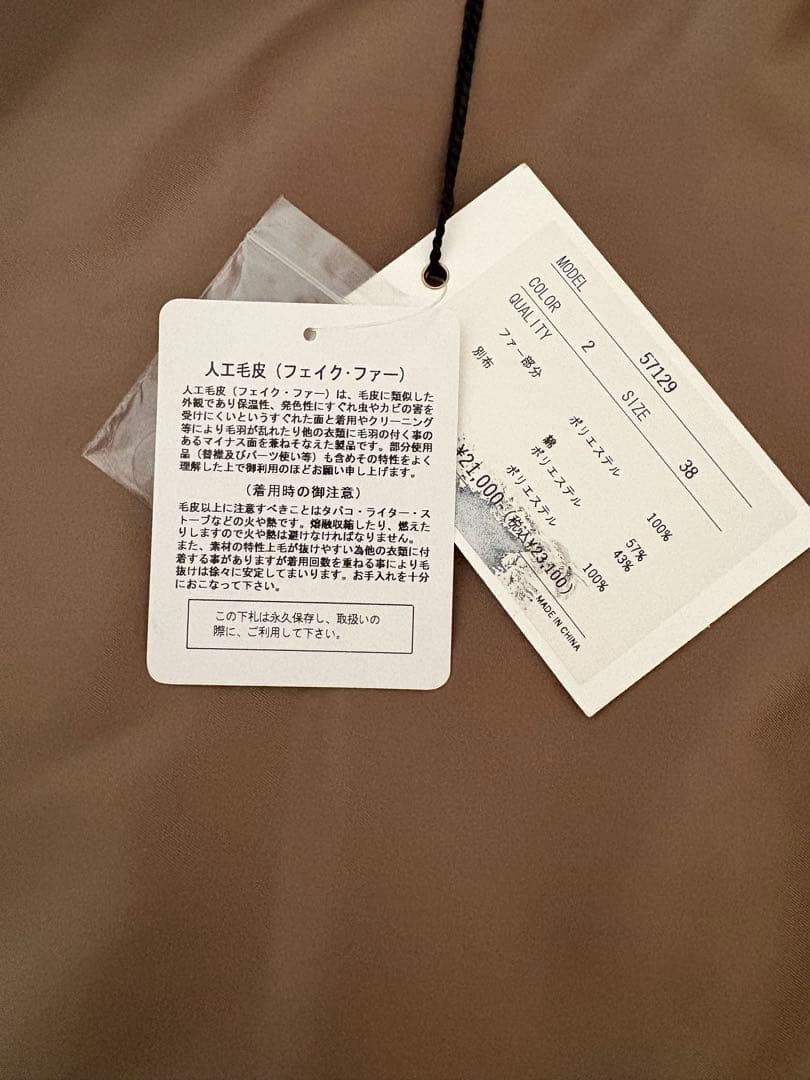 人工毛皮（フェイク・ファー）
人工毛皮（フェイク・ファー）は、毛皮に類似した
外観であり保温性、発色性にすぐれ虫やカビの害を
受けにくいというすぐれた面と着用やクリーニング
等により毛羽が乱れたり他の衣類に毛羽の付く事の
あるマイナス面を兼ねそなえた製品です。部分使用
品（替襟及びパーツ使い等）も含めその特性をよく
理解した上で御利用のほどお願い申し上げます。
（着用時の御注意）
毛皮以上に注意すべきことはタバコ・ライター・ス
トーブなどの火や熱です。熔融収縮したり、燃えた
りしますので火や熱は避けなければなりません。
また、素材の特性上毛が抜けやすい為他の衣類に付
着する事がありますが着用回数を重ねる事により毛
抜けは徐々に安定してまいります。お手入れを十分
におこなって下さい。
この下札は永久保存し、取扱いの
際に、ご利用して下さい。
MODEL 57129
COLOR 2 SIZE 38
QUALITY
ポリエステル 100%
ファー部分 綿 57%
ポリエステル 43%
別布 ポリエステル 100%
¥21,000（税込¥23,100）
MADE IN CHINA